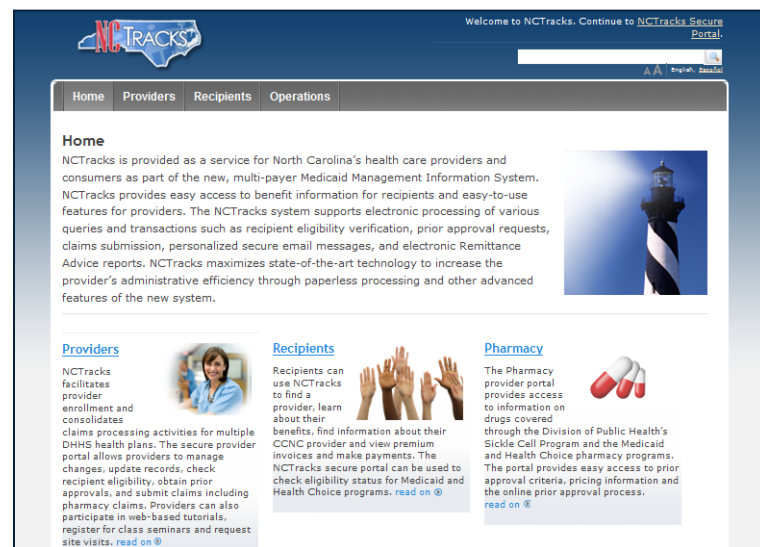 NCTRACKS
Welcome to NCTracks. Continue to NCTracks Secure
Portal.
A A English, Español
Home Providers Recipients Operations
Home
NCTracks is provided as a service for North Carolina's health care providers and
consumers as part of the new, multi-payer Medicaid Management Information System.
NCTracks provides easy access to benefit information for recipients and easy-to-use
features for providers. The NCTracks system supports electronic processing of various
queries and transactions such as recipient eligibility verification, prior approval requests,
claims submission, personalized secure email messages, and electronic Remittance
Advice reports. NCTracks maximizes state-of-the-art technology to increase the
provider's administrative efficiency through paperless processing and other advanced
features of the new system.
Providers
NCTracks
facilitates
provider
enrollment and
consolidates
claims processing activities for multiple
DHHS health plans. The secure provider
portal allows providers to manage
changes, update records, check
recipient eligibility, obtain prior
approvals, and submit claims including
pharmacy claims. Providers can also
participate in web-based tutorials,
register for class seminars and request
site visits. read on ®
Recipients
Recipients can
use NCTracks
to find a
provider, learn
about their
benefits, find information about their
CCNC provider and view premium
invoices and make payments. The
NCTracks secure portal can be used to
check eligibility status for Medicaid and
Health Choice programs. read on ®
Pharmacy
The Pharmacy
provider portal
provides access
to information on
drugs covered
through the Division of Public Health's
Sickle Cell Program and the Medicaid
and Health Choice pharmacy programs.
The portal provides easy access to prior
approval criteria, pricing information and
the online prior approval process.
read on ®